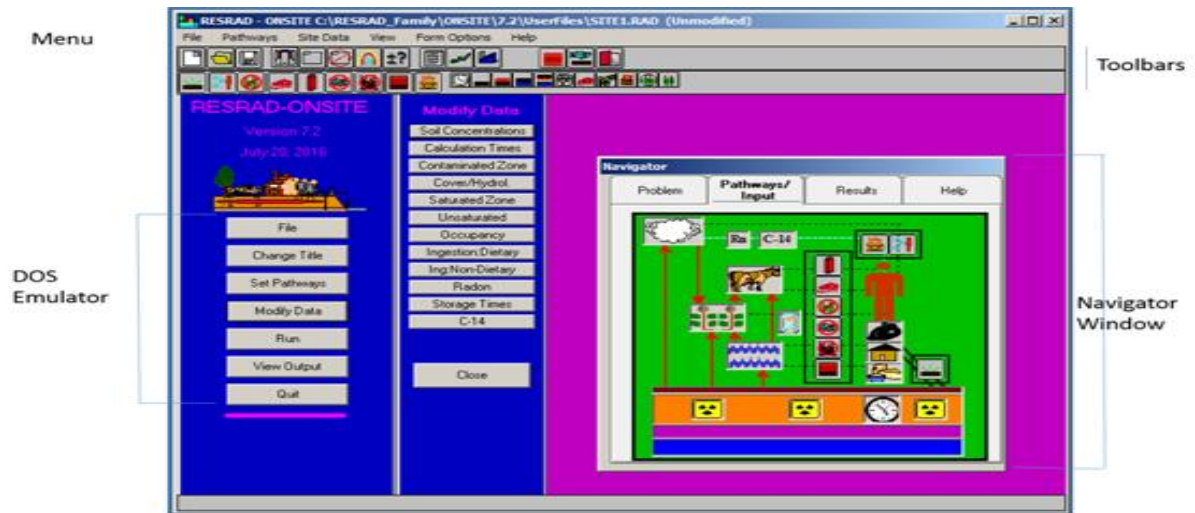 RESRAD - ONSITE C:\RESRAD_Family\ONSITE\7.2\UserFiles\SITE1.RAD (Unmodified)
Menu
File Pathways Site Data View Form Options Help
Toolbars
RESRAD-ONSITE
Version 7.2
July 20, 2016
File
Change Title
Set Pathways
Modify Data
Run
View Output
Quit
DOS
Emulator
Modify Data
Soil Concentrations
Calculation Times
Contaminated Zone
Cover/Hydrol.
Saturated Zone
Unsaturated
Occupancy
Ingestion:Dietary
Ing:Non-Dietary
Radon
Storage Times
C-14
Close
Navigator
Problem
Pathways/
Input
Results
Help
Rn C-14
Navigator
Window